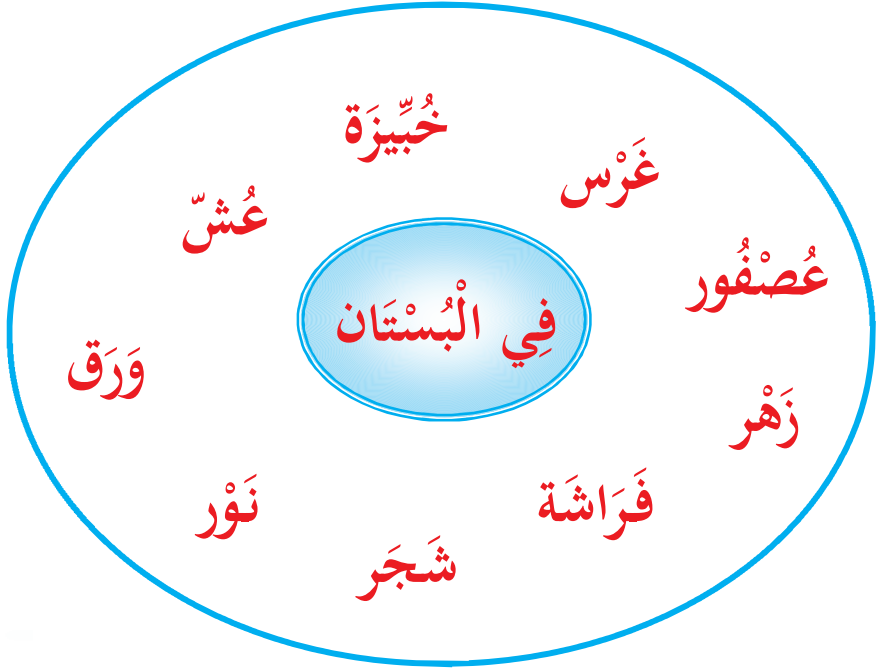 خُبِّيزَة
غَرْس
عُشّ
عُصْفُور
فِي الْبُسْتَان
وَرَق
زَهْر
فَرَاشَة
نَوْر
شَجَر